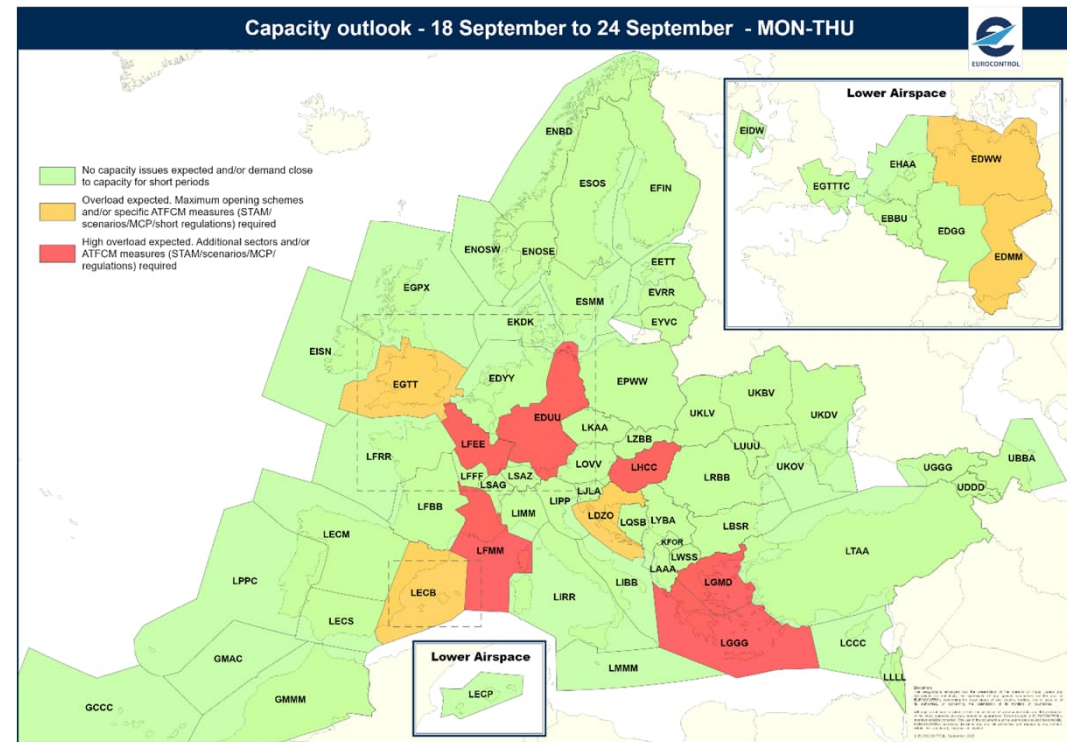 Capacity outlook - 18 September to 24 September - MON-THU
EUROCONTROL
Lower Airspace
EIDW
EHAA
EDWW
EGTTTC
EBBU
EDGG
EDMM
No capacity issues expected and/or demand close
to capacity for short periods
Overload expected. Maximum opening schemes
and/or specific ATFCM measures (STAM/
scenarios/MCP/short regulations) required
High overload expected. Additional sectors and/or
ATFCM measures (STAM/scenarios/MCP/
regulations) required
ENBD
ESOS
EFIN
ENOSW
ENOSE
EETT
EGPX
EVRR
ESMM
EKDK
EYVC
EISN
EGTT
EDYY
EPWW
UKBV
UKLV
UKDV
EDUU
LKAA
LFEE
LZBB
LUUU
LFRR
LOVV
LHCC
UKOV
UBBA
LFFF
LSAZ
LRBB
UGGG
LSAG
LJLA
UDDD
LIPP
LFBB
LIMM
LDZO
LQSB
LYBA
LBSR
LECM
KFOR
LFMM
LWSS
LTAA
LAAA
LPPC
LIBB
LGMD
LECB
LIRR
LECS
LGGG
LCCC
GMAC
Lower Airspace
LMMM
LLLL
LECP
GMMM
GCCC